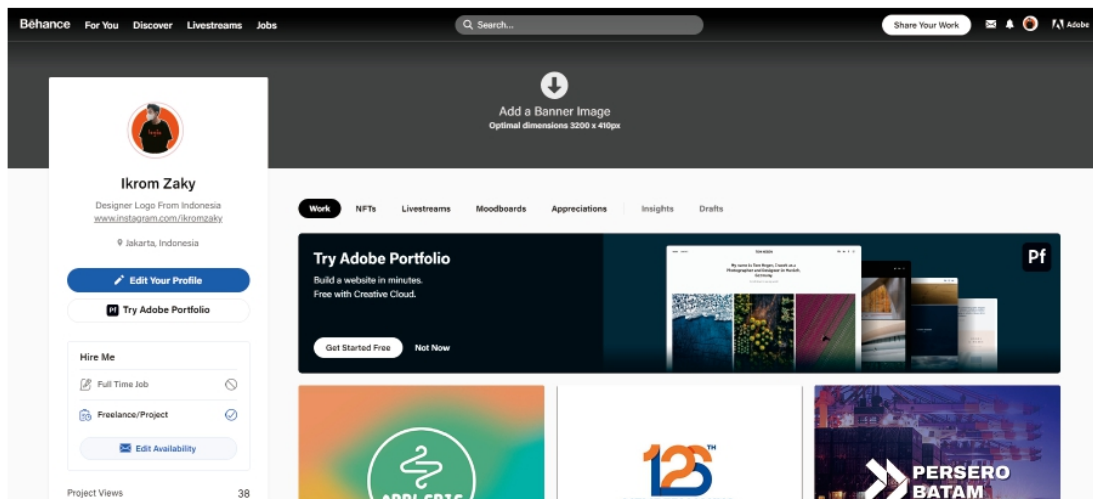 Bēhance For You Discover Livestreams Jobs Search... Share Your Work Adobe
Add a Banner Image
Optimal dimensions 3200 x 410px
Ikrom Zaky
Designer Logo From Indonesia
www.instagram.com/ikromzaky
Jakarta, Indonesia
Edit Your Profile
Pf Try Adobe Portfolio
Hire Me
Full Time Job
Freelance/Project
Edit Availability
Project Views 38
Work NFTs Livestreams Moodboards Appreciations Insights Drafts
Try Adobe Portfolio
Build a website in minutes.
Free with Creative Cloud.
Get Started Free Not Now
Pf
126TH
PERSERO
BATAM